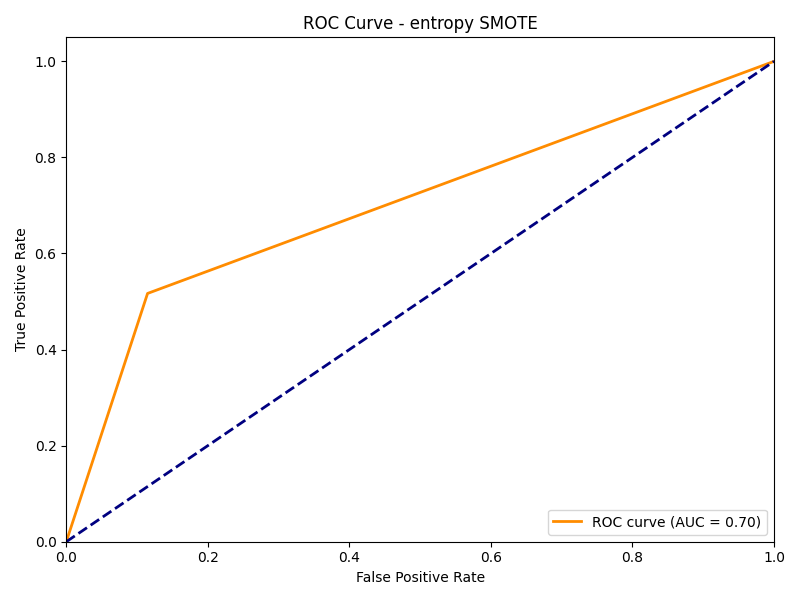 ROC Curve - entropy SMOTE
True Positive Rate
1.0
0.8
0.6
0.4
0.2
0.0
0.0 0.2 0.4 0.6 0.8 1.0
False Positive Rate
ROC curve (AUC = 0.70)